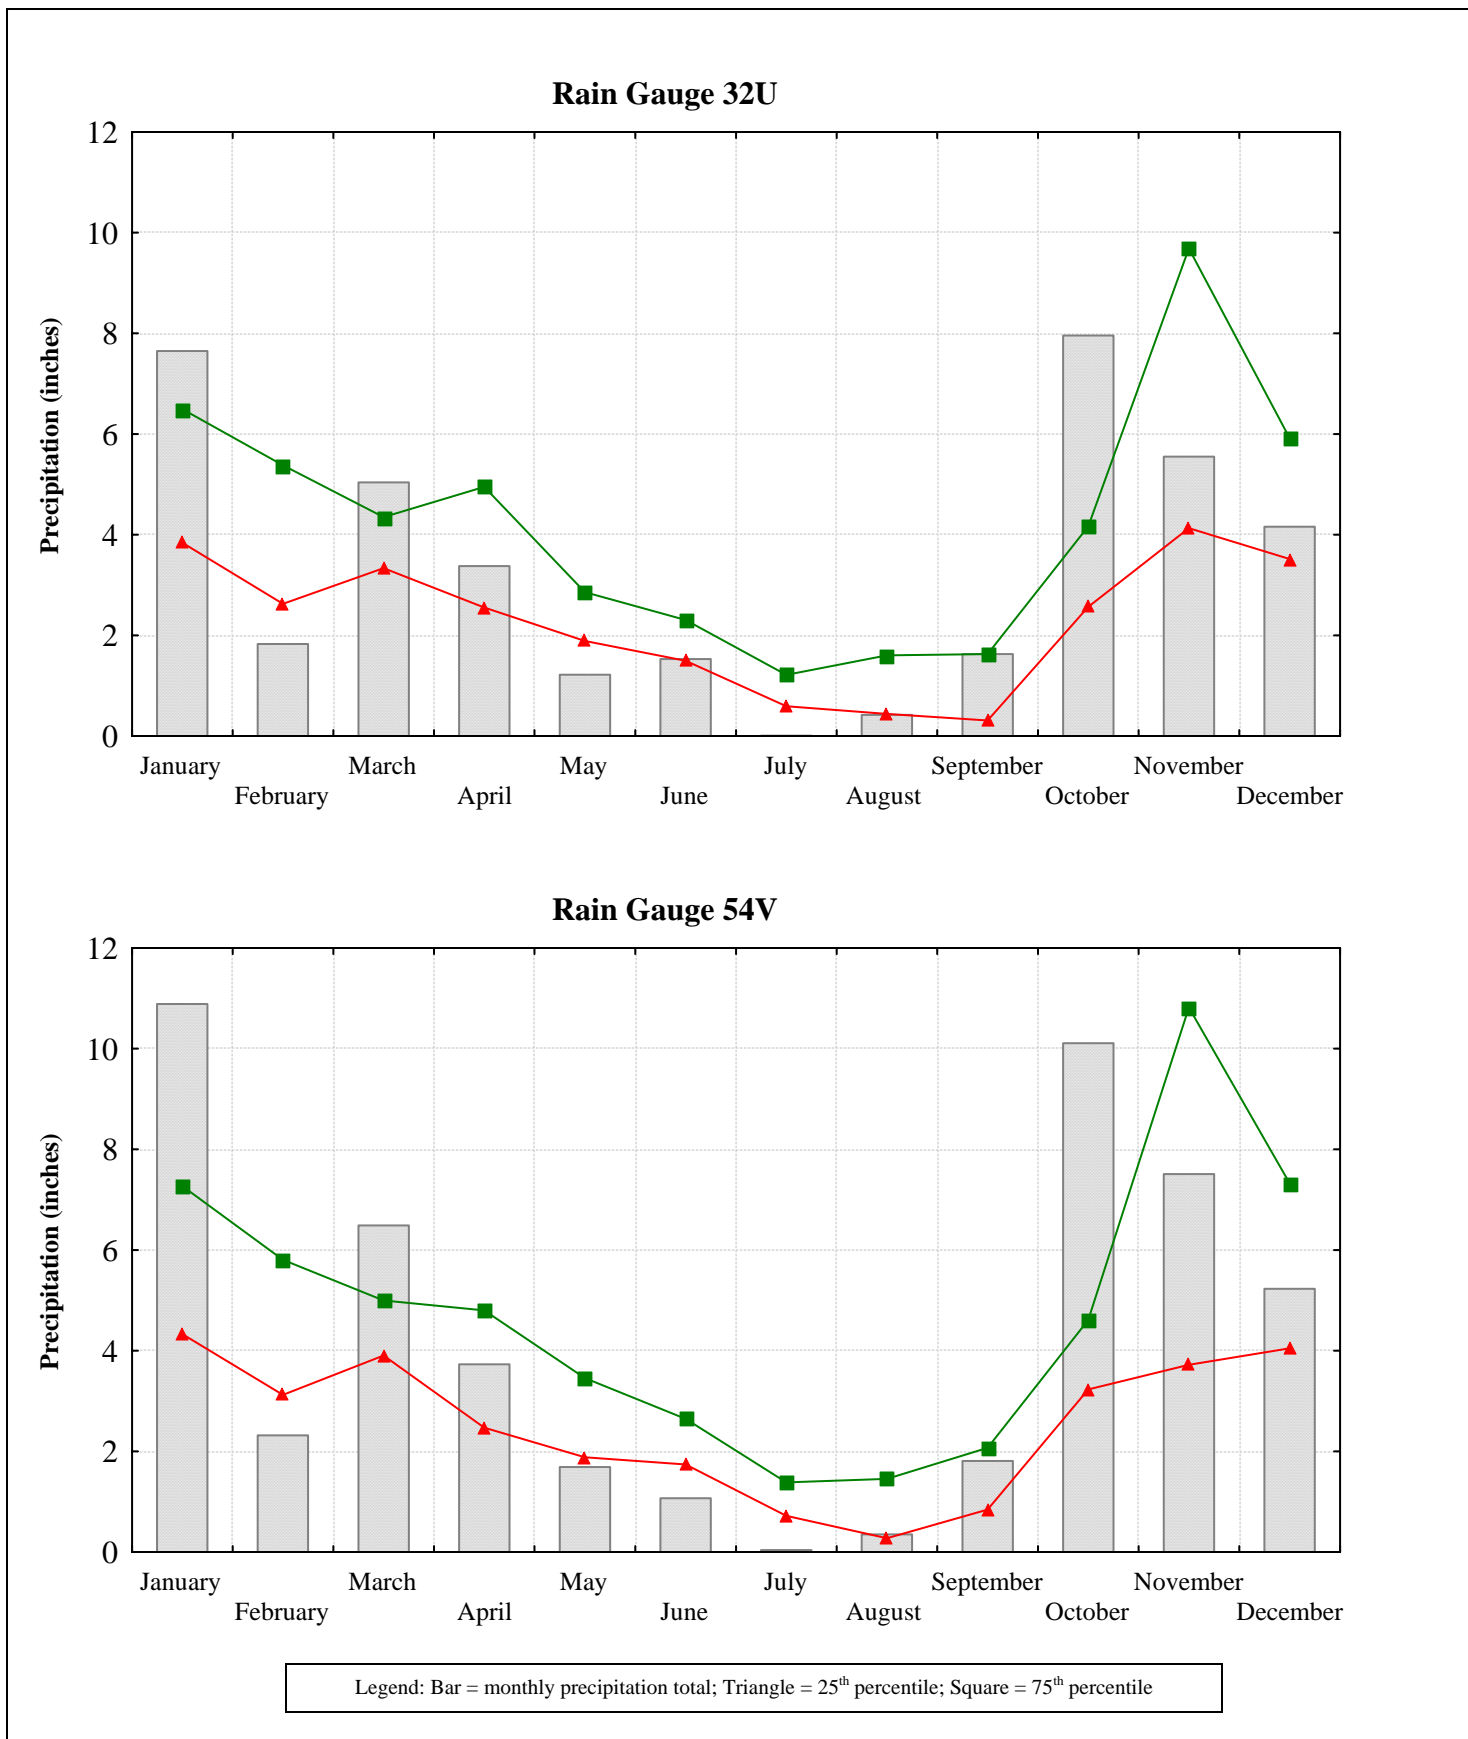 Rain Gauge 32U
12
10
8
6
4
2
0
Precipitation (inches)
January March May July September November
February April June August October December
Rain Gauge 54V
12
10
8
6
4
2
0
Precipitation (inches)
January March May July September November
February April June August October December
Legend: Bar = monthly precipitation total; Triangle = 25th percentile; Square = 75th percentile